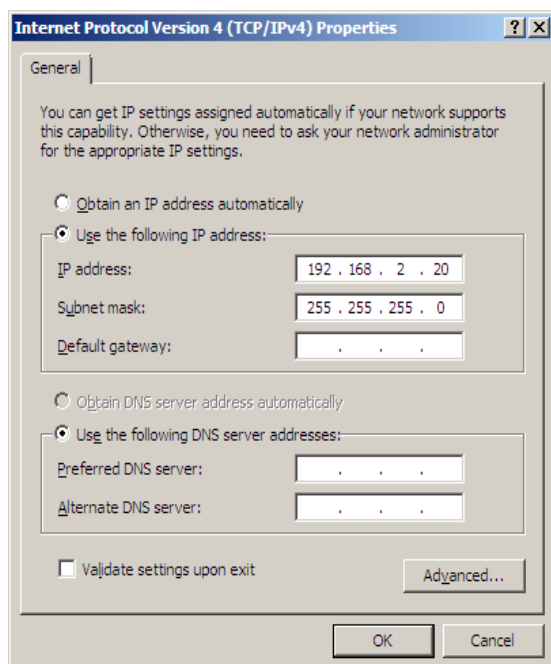 Internet Protocol Version 4 (TCP/IPv4) Properties
General
You can get IP settings assigned automatically if your network supports
this capability. Otherwise, you need to ask your network administrator
for the appropriate IP settings.
Obtain an IP address automatically
Use the following IP address:
IP address: 192 . 168 . 2 . 20
Subnet mask: 255 . 255 . 255 . 0
Default gateway: . . .
Obtain DNS server address automatically
Use the following DNS server addresses:
Preferred DNS server: . . .
Alternate DNS server: . . .
Validate settings upon exit
Advanced...
OK Cancel